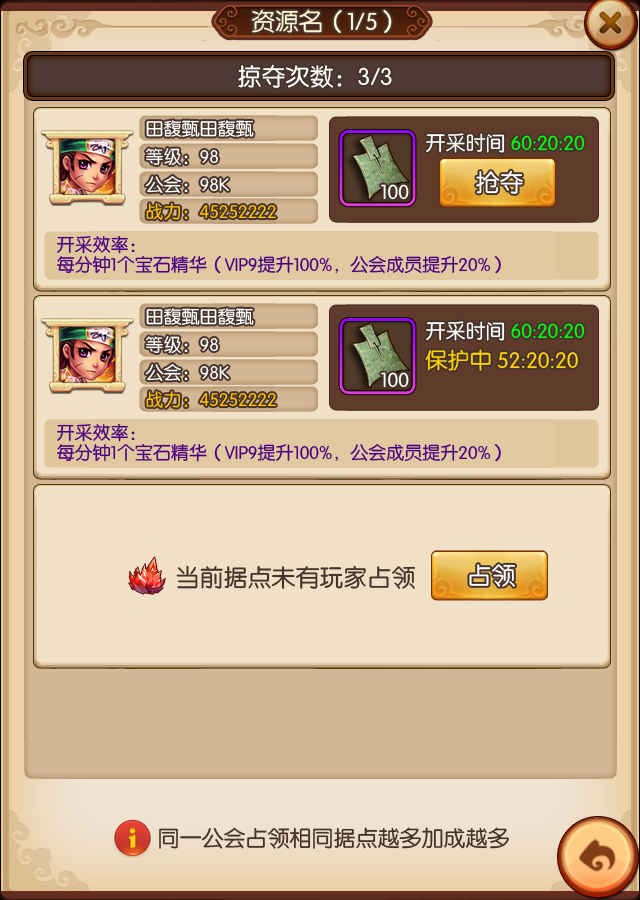 资源名（1/5）
掠夺次数：3/3
田馥甄田馥甄
等级：98
公会：98K
战力：45252222
100
开采时间 60:20:20
抢夺
开采效率：
每分钟1个宝石精华（VIP9提升100%，公会成员提升20%）
田馥甄田馥甄
等级：98
公会：98K
战力：45252222
100
开采时间 60:20:20
保护中 52:20:20
开采效率：
每分钟1个宝石精华（VIP9提升100%，公会成员提升20%）
当前据点未有玩家占领
占领
同一公会占领相同据点越多加成越多